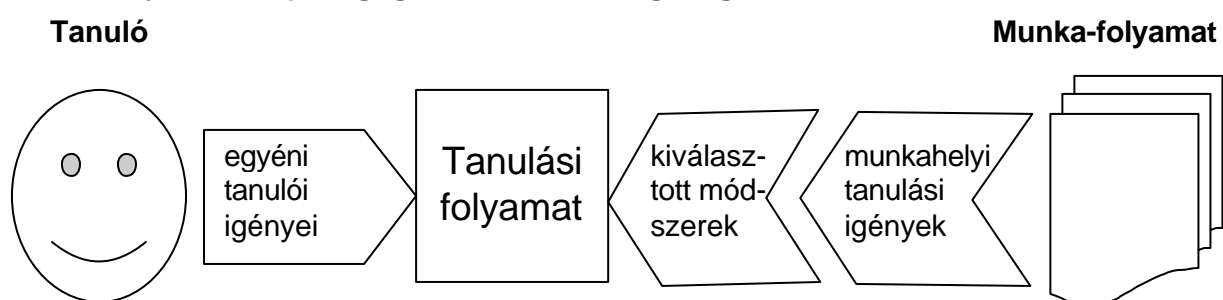 Tanuló
Munka-folyamat
egyéni
tanulói
igényei
Tanulási
folyamat
kiválasz-
tott mód-
szerek
munkahelyi
tanulási
igények